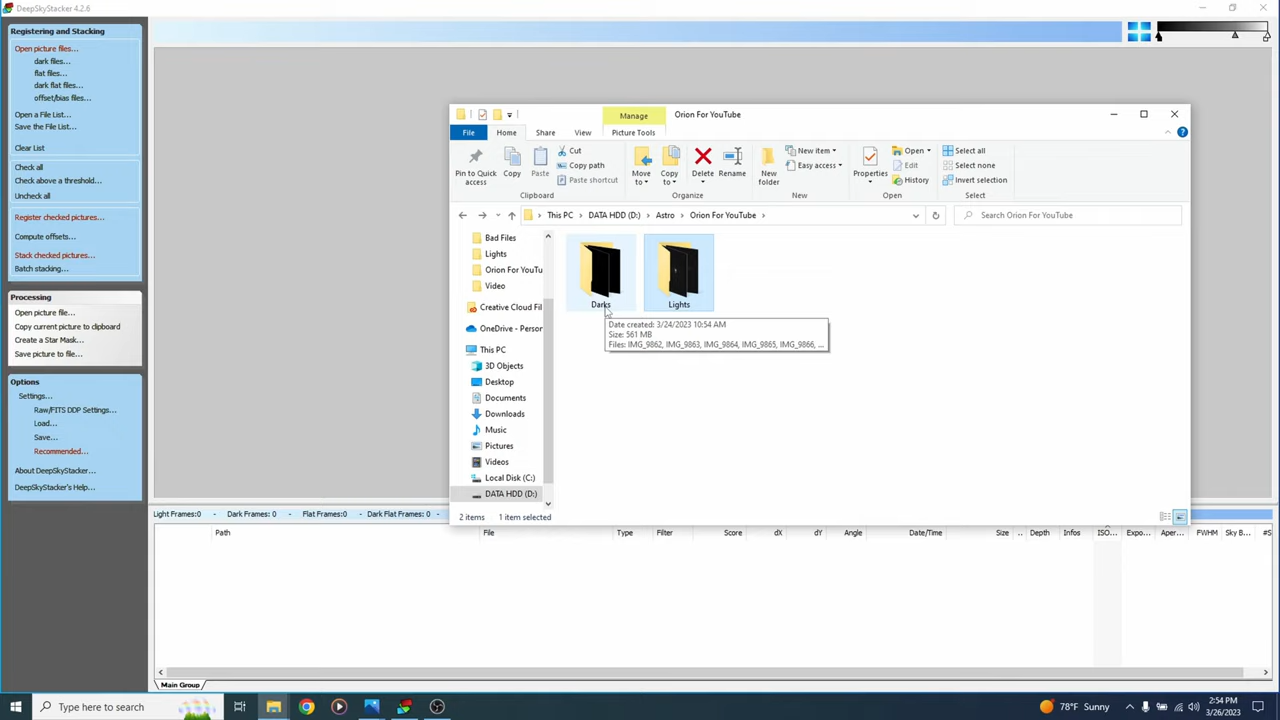 DeepSkyStacker 4.2.6
Registering and Stacking
Open picture files...
dark files...
flat files...
dark flat files...
offset/bias files...
Open a File List...
Save the File List...
Clear List
Check all
Check above a threshold...
Uncheck all
Register checked pictures...
Compute offsets...
Stack checked pictures...
Batch stacking...
Processing
Open picture file...
Copy current picture to clipboard
Create a Star Mask...
Save picture to file...
Options
Settings...
Raw/FITS DDP Settings...
Load...
Save...
Recommended...
About DeepSkyStacker...
DeepSkyStacker's Help...
Manage
Orion For YouTube
File
Home
Share
View
Picture Tools
Pin to Quick
access
Copy
Paste
Cut
Copy path
Paste shortcut
Clipboard
Move
to
Copy
to
Delete
Rename
Organize
New
folder
New item
Easy access
New
Properties
Open
Edit
History
Open
Select all
Select none
Invert selection
Select
This PC
DATA HDD (D:)
Astro
Orion For YouTube
Search Orion For YouTube
Bad Files
Lights
Orion For YouTu
Video
Creative Cloud Fil
OneDrive - Person
This PC
3D Objects
Desktop
Documents
Downloads
Music
Pictures
Videos
Local Disk (C:)
DATA HDD (D:)
Darks
Lights
Date created: 3/24/2023 10:54 AM
Size: 561 MB
Files: IMG_9862, IMG_9863, IMG_9864, IMG_9865, IMG_9866, ...
2 items
1 item selected
Light Frames:0 - Dark Frames: 0 - Flat Frames:0 - Dark Flat Frames: 0 -
Path
File
Type
Filter
Score
dX
dY
Angle
Date/Time
Size
..
Depth
Infos
ISO...
Expo...
Aper...
FWHM
Sky B...
#S
Main Group
Type here to search
78°F Sunny
2:54 PM
3/26/2023